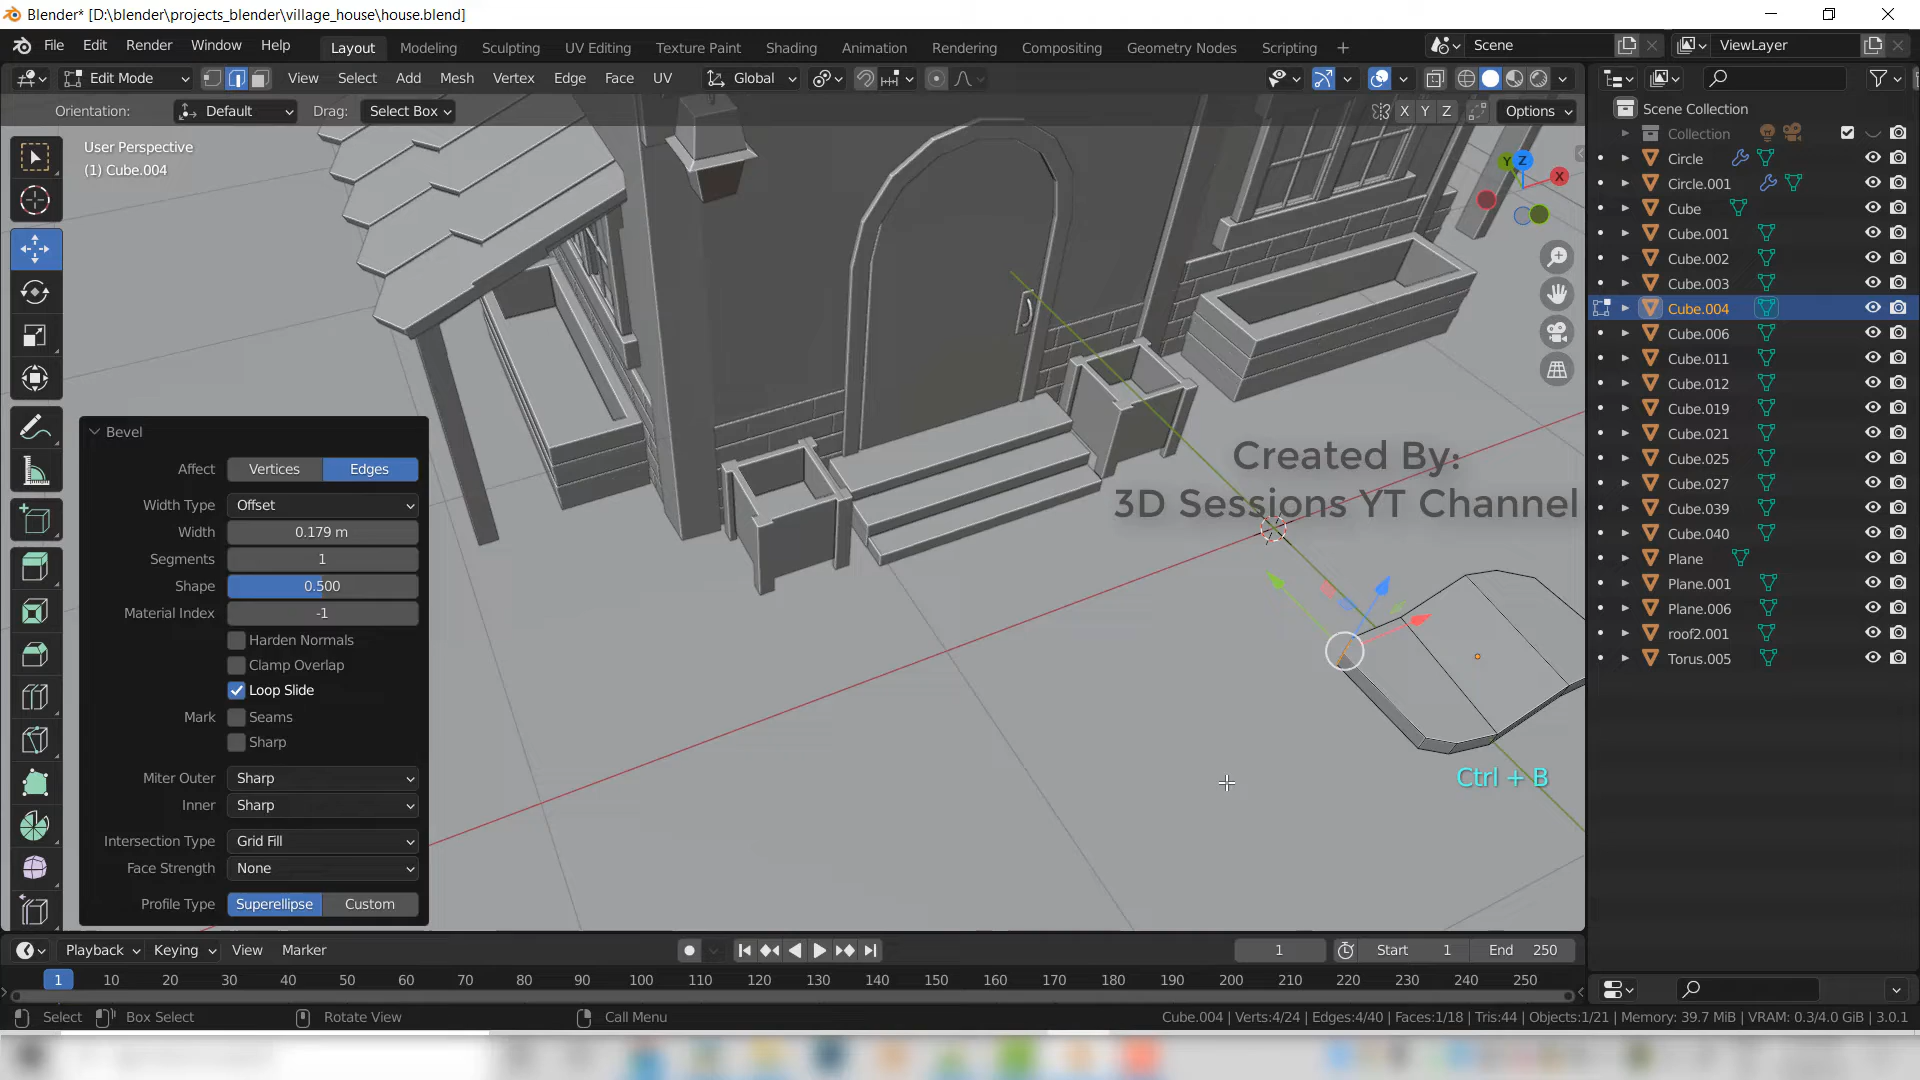 Blender* [D:\blender\projects_blender\village_house\house.blend]
File Edit Render Window Help Layout Modeling Sculpting UV Editing Texture Paint Shading Animation Rendering Compositing Geometry Nodes Scripting + Scene ViewLayer
Edit Mode View Select Add Mesh Vertex Edge Face UV Global
Orientation: Default Drag: Select Box X Y Z Options
User Perspective
(1) Cube.004
Y Z X
Scene Collection
Collection
Circle
Circle.001
Cube
Cube.001
Cube.002
Cube.003
Cube.004
Cube.006
Cube.011
Cube.012
Cube.019
Cube.021
Cube.025
Cube.027
Cube.039
Cube.040
Plane
Plane.001
Plane.006
roof2.001
Torus.005
Bevel
Affect Vertices Edges
Width Type Offset
Width 0.179 m
Segments 1
Shape 0.500
Material Index -1
Harden Normals
Clamp Overlap
Loop Slide
Mark Seams
Sharp
Miter Outer Sharp
Inner Sharp
Intersection Type Grid Fill
Face Strength None
Profile Type Superellipse Custom
Created By:
3D Sessions YT Channel
Ctrl + B
Playback Keying View Marker 1 Start 1 End 250
1 10 20 30 40 50 60 70 80 90 100 110 120 130 140 150 160 170 180 190 200 210 220 230 240 250
Select Box Select Rotate View Call Menu Cube.004 | Verts:4/24 | Edges:4/40 | Faces:1/18 | Tris:44 | Objects:1/21 | Memory: 39.7 MiB | VRAM: 0.3/4.0 GiB | 3.0.1